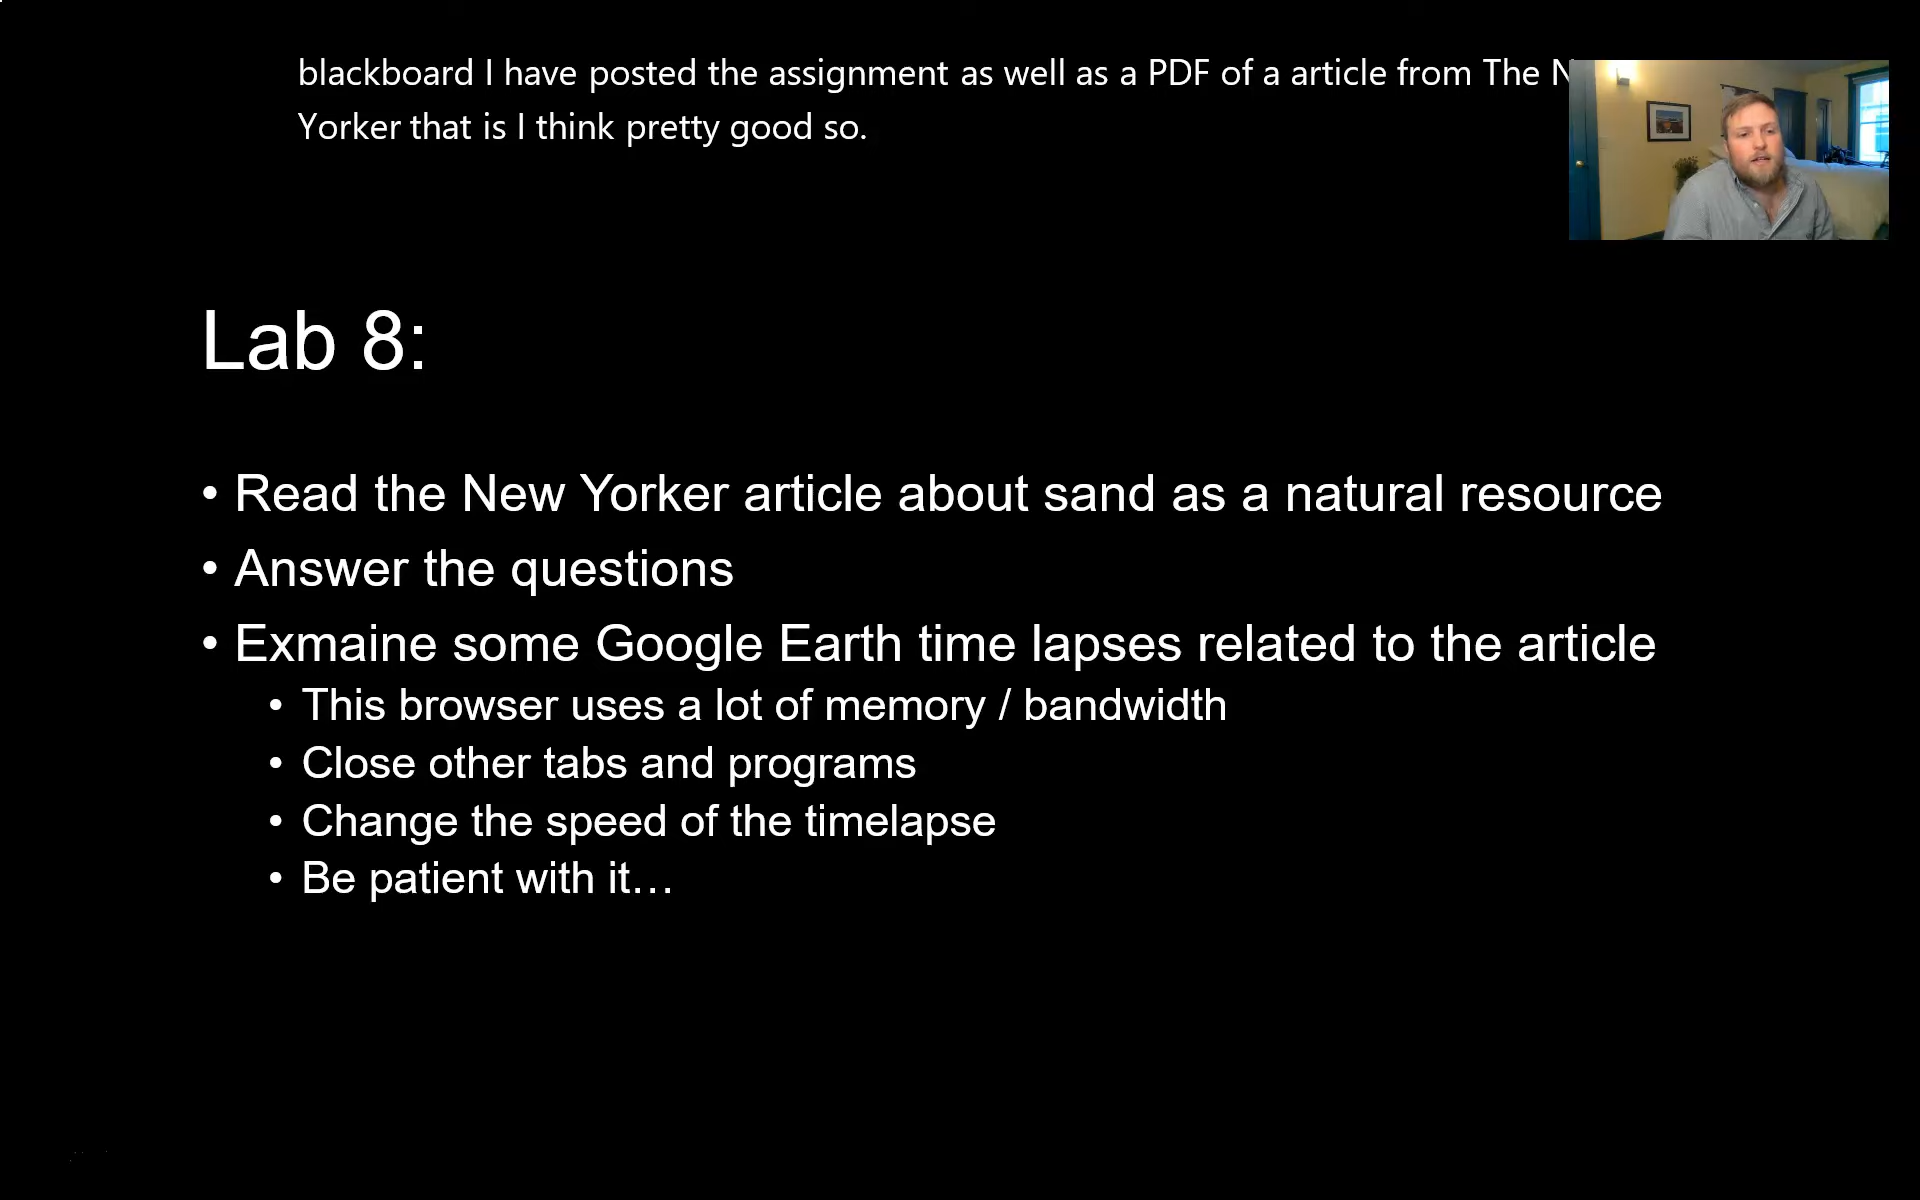 blackboard I have posted the assignment as well as a PDF of a article from The N
Yorker that is I think pretty good so.
Lab 8:
• Read the New Yorker article about sand as a natural resource
• Answer the questions
• Exmaine some Google Earth time lapses related to the article
• This browser uses a lot of memory / bandwidth
• Close other tabs and programs
• Change the speed of the timelapse
• Be patient with it…